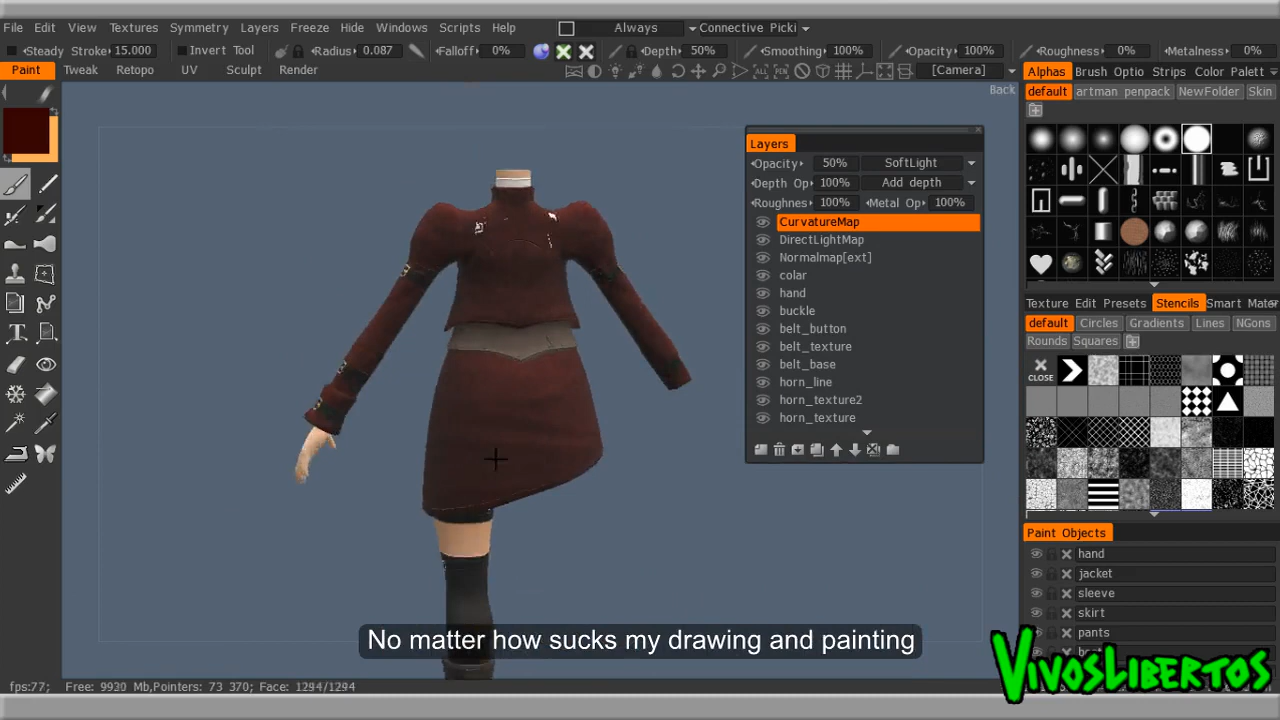 File Edit View Textures Symmetry Layers Freeze Hide Windows Scripts Help Always Connective Picki
Steady Stroke 15.000 Invert Tool Radius 0.087 Falloff 0% Depth 50% Smoothing 100% Opacity 100% Roughness 0% Metalness 0%
Paint Tweak Retopo UV Sculpt Render [Camera]
Back
Alphas Brush Optio Strips Color Palett
default artman penpack NewFolder Skin
Layers
Opacity 50% SoftLight
Depth Op 100% Add depth
Roughnes 100% Metal Op 100%
CurvatureMap
DirectLightMap
Normalmap[ext]
colar
hand
buckle
belt_button
belt_texture
belt_base
horn_line
horn_texture2
horn_texture
Texture Edit Presets Stencils Smart Mate
default Circles Gradients Lines NGons
Rounds Squares
CLOSE
Paint Objects
hand
jacket
sleeve
skirt
pants
No matter how sucks my drawing and painting
VivosLibertos
fps:77; Free: 9930 Mb,Pointers: 73 370; Face: 1294/1294